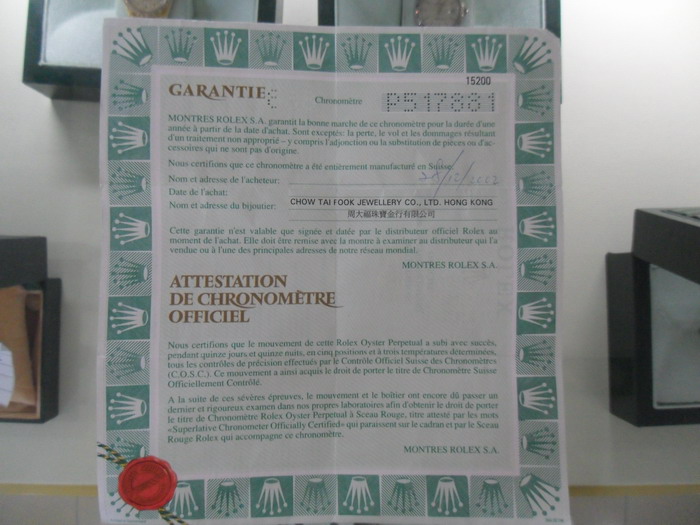 15200
GARANTIE
Chronomètre P517881
MONTRES ROLEX S.A. garantit la bonne marche de ce chronomètre pour la durée d'une
année à partir de la date d'achat. Sont exceptés: la perte, le vol et les dommages résultant
d'un traitement non approprié – y compris l'adjonction ou la substitution de pièces ou d'ac-
cessoires qui ne sont pas d'origine.
Nous certifions que ce chronomètre a été entièrement manufacturé en Suisse.
Nom et adresse de l'acheteur:
Date de l'achat:
Nom et adresse du bijoutier:
CHOW TAI FOOK JEWELLERY CO., LTD. HONG KONG
周大福珠寶金行有限公司
Cette garantie n'est valable que signée et datée par le distributeur officiel Rolex au
moment de l'achat. Elle doit être remise avec la montre à examiner au distributeur qui l'a
vendue ou à l'une des principales adresses de notre réseau mondial.
MONTRES ROLEX S.A.
ATTESTATION
DE CHRONOMÈTRE
OFFICIEL
Nous certifions que le mouvement de cette Rolex Oyster Perpetual a subi avec succès,
pendant quinze jours et quinze nuits, en cinq positions et à trois températures déterminées,
tous les contrôles de précision effectués par le Contrôle Officiel Suisse des Chronomètres
(C.O.S.C.). Ce mouvement a ainsi acquis le droit de porter le titre de Chronomètre Suisse
Officiellement Contrôlé.
A la suite de ces sévères épreuves, le mouvement et le boîtier ont encore dû passer un
dernier et rigoureux examen dans nos propres laboratoires afin d'obtenir le droit de porter
le titre de Chronomètre Rolex Oyster Perpetual à Sceau Rouge, titre attesté par les mots
«Superlative Chronometer Officially Certified» qui paraissent sur le cadran et par le Sceau
Rouge Rolex qui accompagne ce chronomètre.
MONTRES ROLEX S.A.